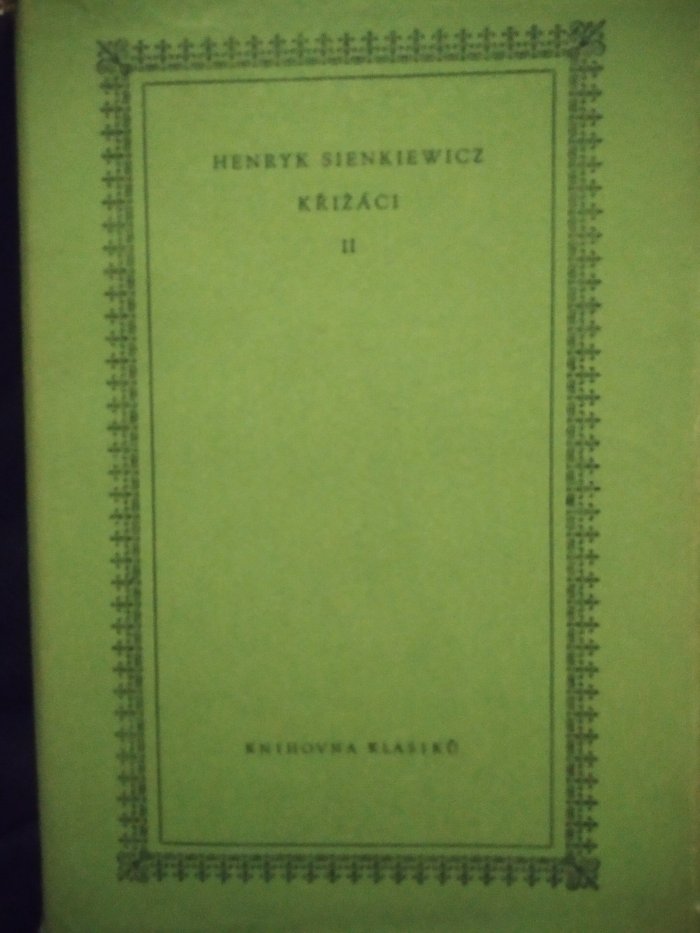 HENRYK SIENKIEWICZ
KŘIŽÁCI
II
KNIHOVNA KLASIKŮ